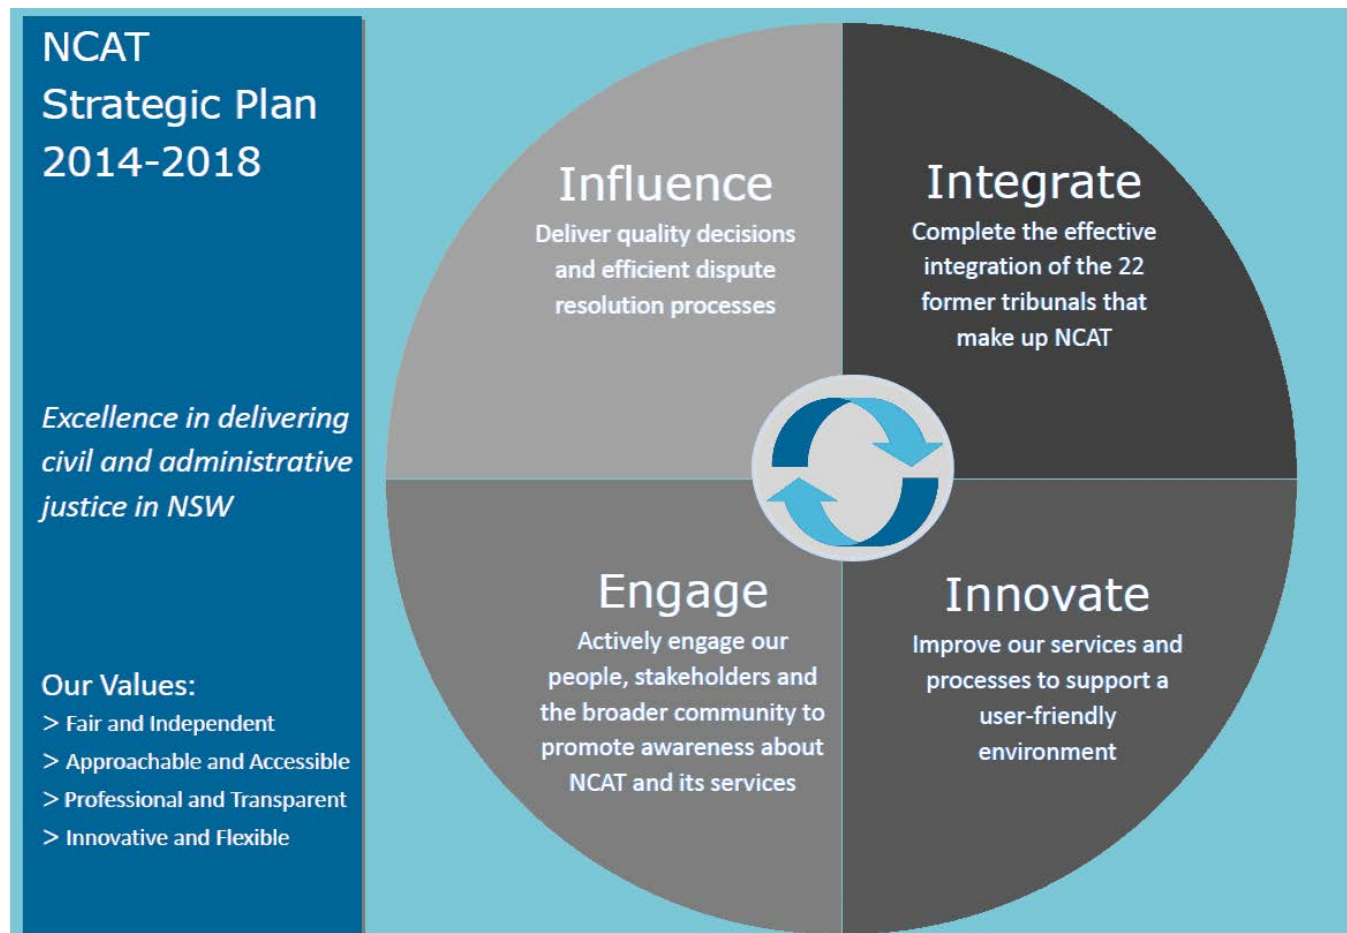 NCAT
Strategic Plan
2014-2018
Excellence in delivering
civil and administrative
justice in NSW
Our Values:
> Fair and Independent
> Approachable and Accessible
> Professional and Transparent
> Innovative and Flexible
Influence
Deliver quality decisions
and efficient dispute
resolution processes
Integrate
Complete the effective
integration of the 22
former tribunals that
make up NCAT
Engage
Actively engage our
people, stakeholders and
the broader community to
promote awareness about
NCAT and its services
Innovate
Improve our services and
processes to support a
user-friendly
environment